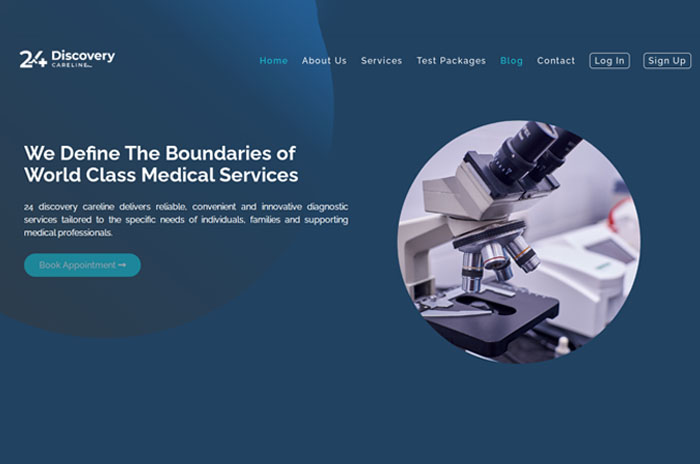 24 Discovery
CARELINE
Home About Us Services Test Packages Blog Contact Log In Sign Up
We Define The Boundaries of
World Class Medical Services
24 discovery careline delivers reliable, convenient and innovative diagnostic
services tailored to the specific needs of individuals, families and supporting
medical professionals.
Book Appointment